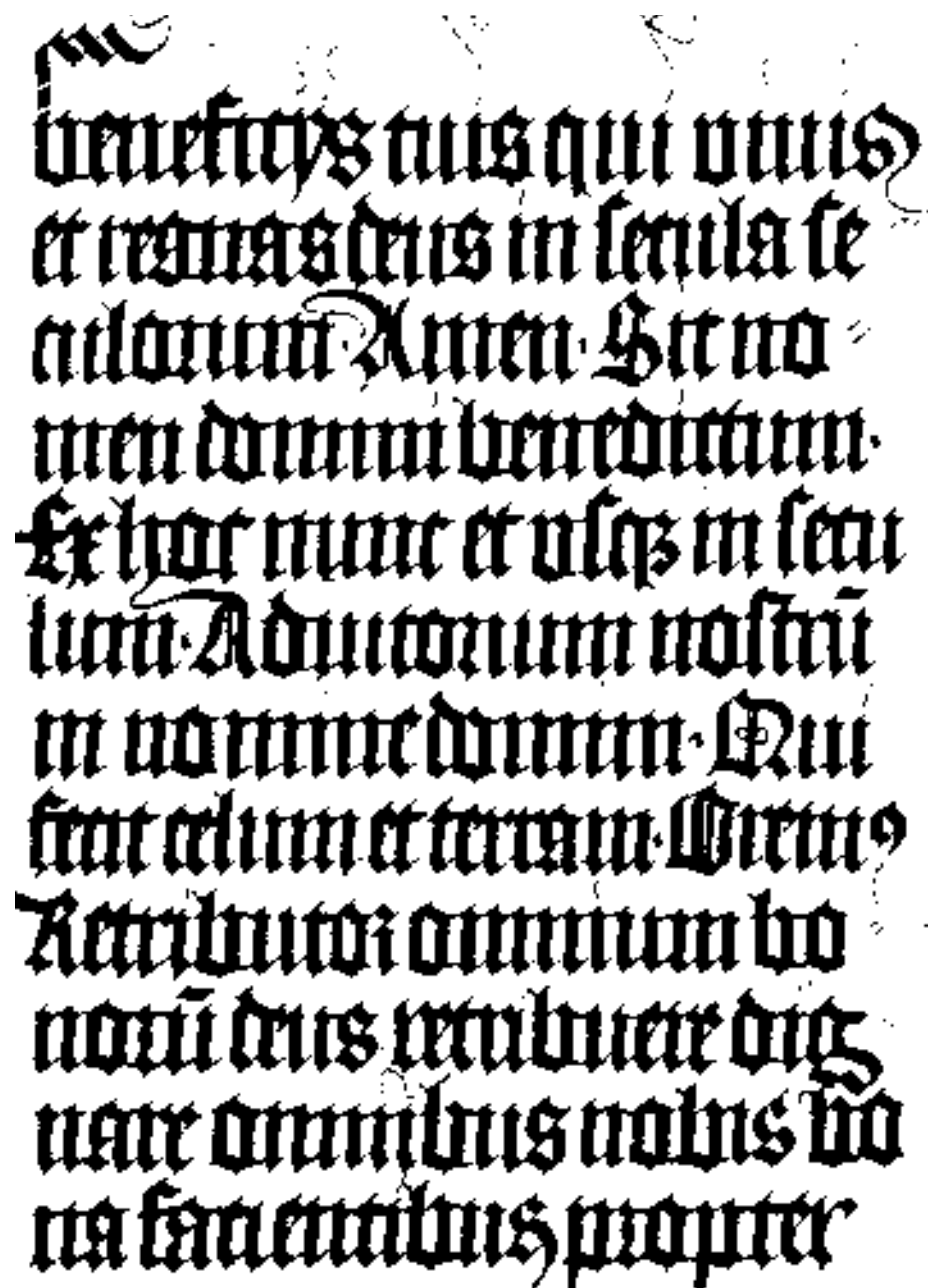 beneficijs tuis qui viuis
et regnas deus in secula se
culorum. Amen. Sit no
men domini benedictum.
Ex hoc nunc et vsqꝫ in secu
lum. Adiutorium nostrū
in nomine domini. Qui
fecit celum et terram. Oremꝰ
Retributor omnium bo
norū deus retribuere dig
nare omnibus nobis bo
na facientibus propter